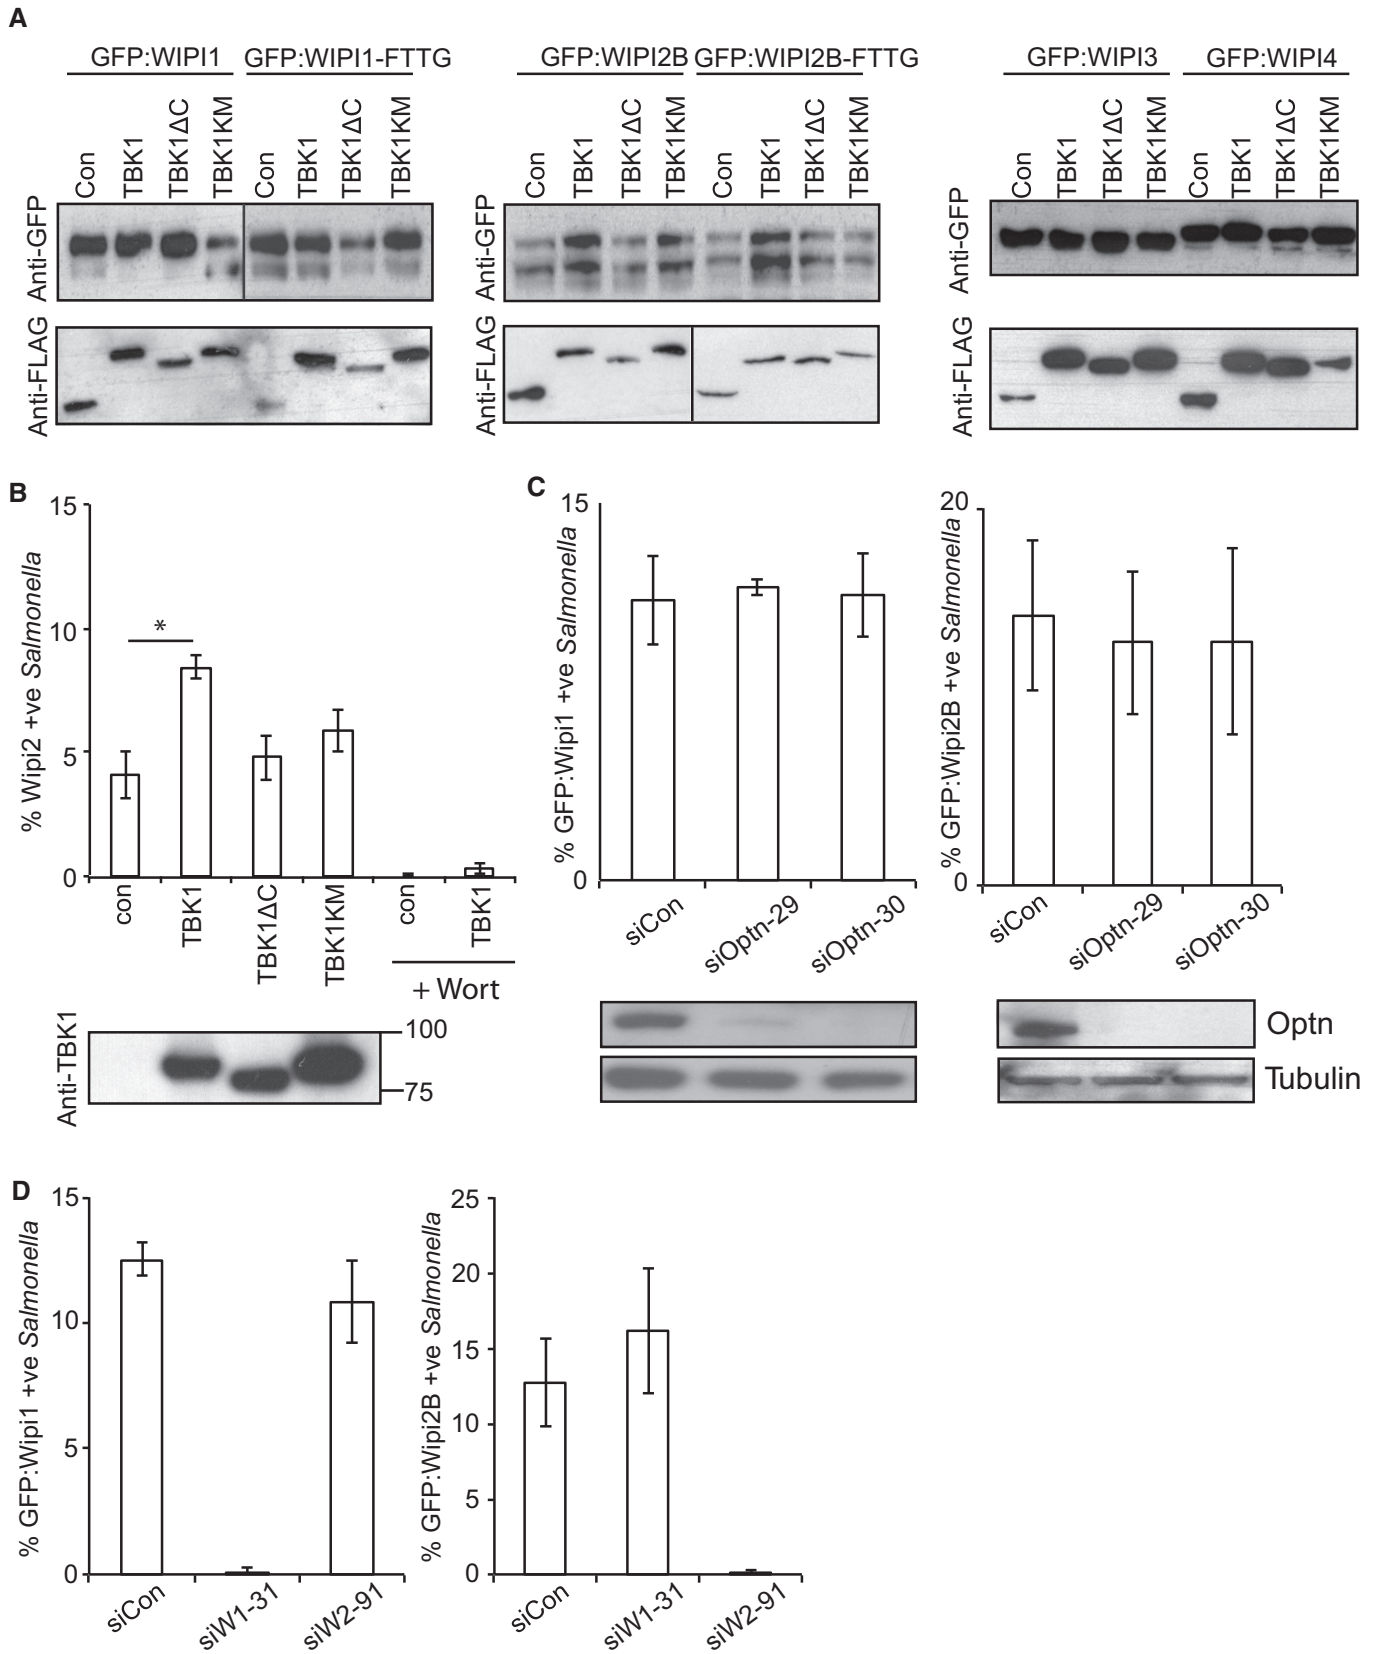 A
GFP:WIPI1 GFP:WIPI1-FTTG
Con TBK1 TBK1ΔC TBK1KM Con TBK1 TBK1ΔC TBK1KM
Anti-GFP
Anti-FLAG
GFP:WIPI2B GFP:WIPI2B-FTTG
Con TBK1 TBK1ΔC TBK1KM Con TBK1 TBK1ΔC TBK1KM
Anti-GFP
Anti-FLAG
GFP:WIPI3 GFP:WIPI4
Con TBK1 TBK1ΔC TBK1KM Con TBK1 TBK1ΔC TBK1KM
Anti-GFP
Anti-FLAG
B
% Wipi2 +ve Salmonella
15
10
5
0
*
con TBK1 TBK1ΔC TBK1KM con TBK1
+ Wort
Anti-TBK1
100
75
C
% GFP:Wipi1 +ve Salmonella
15
0
siCon siOptn-29 siOptn-30
% GFP:Wipi2B +ve Salmonella
20
0
siCon siOptn-29 siOptn-30
Optn
Tubulin
D
% GFP:Wipi1 +ve Salmonella
15
10
5
0
siCon siW1-31 siW2-91
% GFP:Wipi2B +ve Salmonella
25
20
15
10
5
0
siCon siW1-31 siW2-91